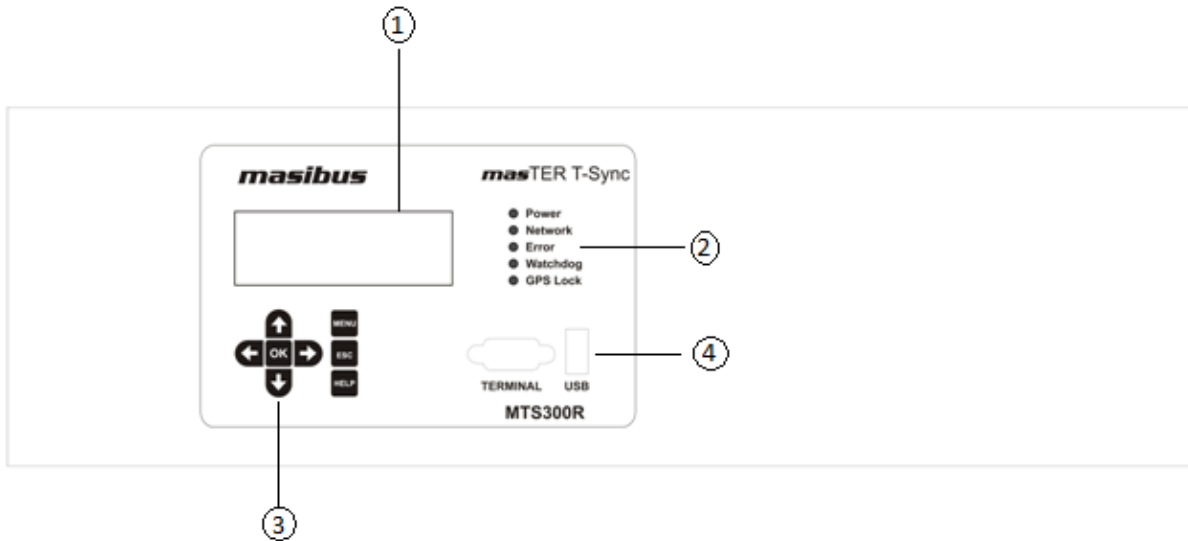 1
masibus
masTER T-Sync
Power
Network
Error
Watchdog
GPS Lock
2
MENU
OK
ESC
HELP
4
TERMINAL
USB
MTS300R
3